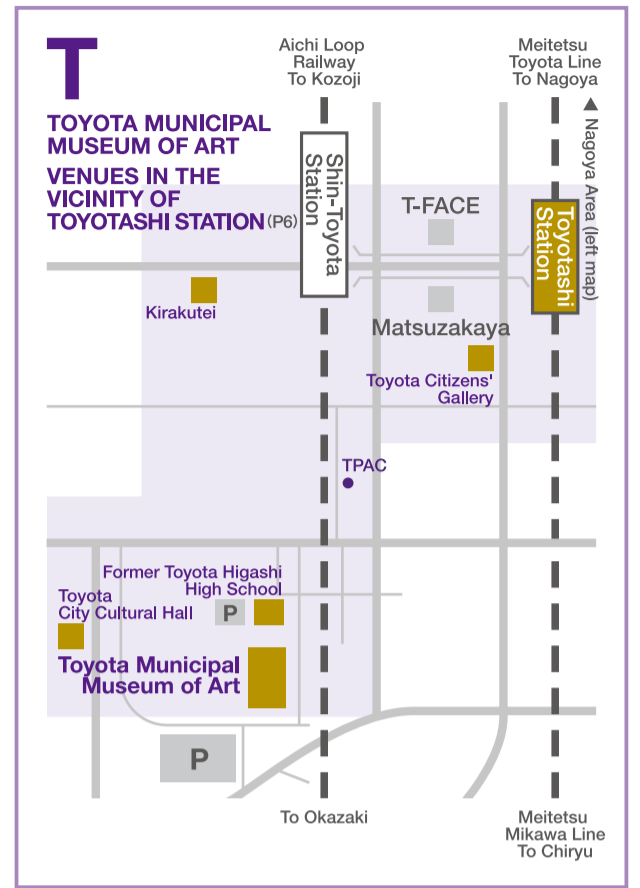 T
TOYOTA MUNICIPAL
MUSEUM OF ART
VENUES IN THE
VICINITY OF
TOYOTASHI STATION (P6)
Aichi Loop
Railway
To Kozoji
Meitetsu
Toyota Line
To Nagoya
▲ Nagoya Area (left map)
Shin-Toyota
Station
T-FACE
Toyotashi
Station
Kirakutei
Matsuzakaya
Toyota Citizens'
Gallery
TPAC
Former Toyota Higashi
High School
Toyota
City Cultural Hall
P
Toyota Municipal
Museum of Art
P
To Okazaki
Meitetsu
Mikawa Line
To Chiryu